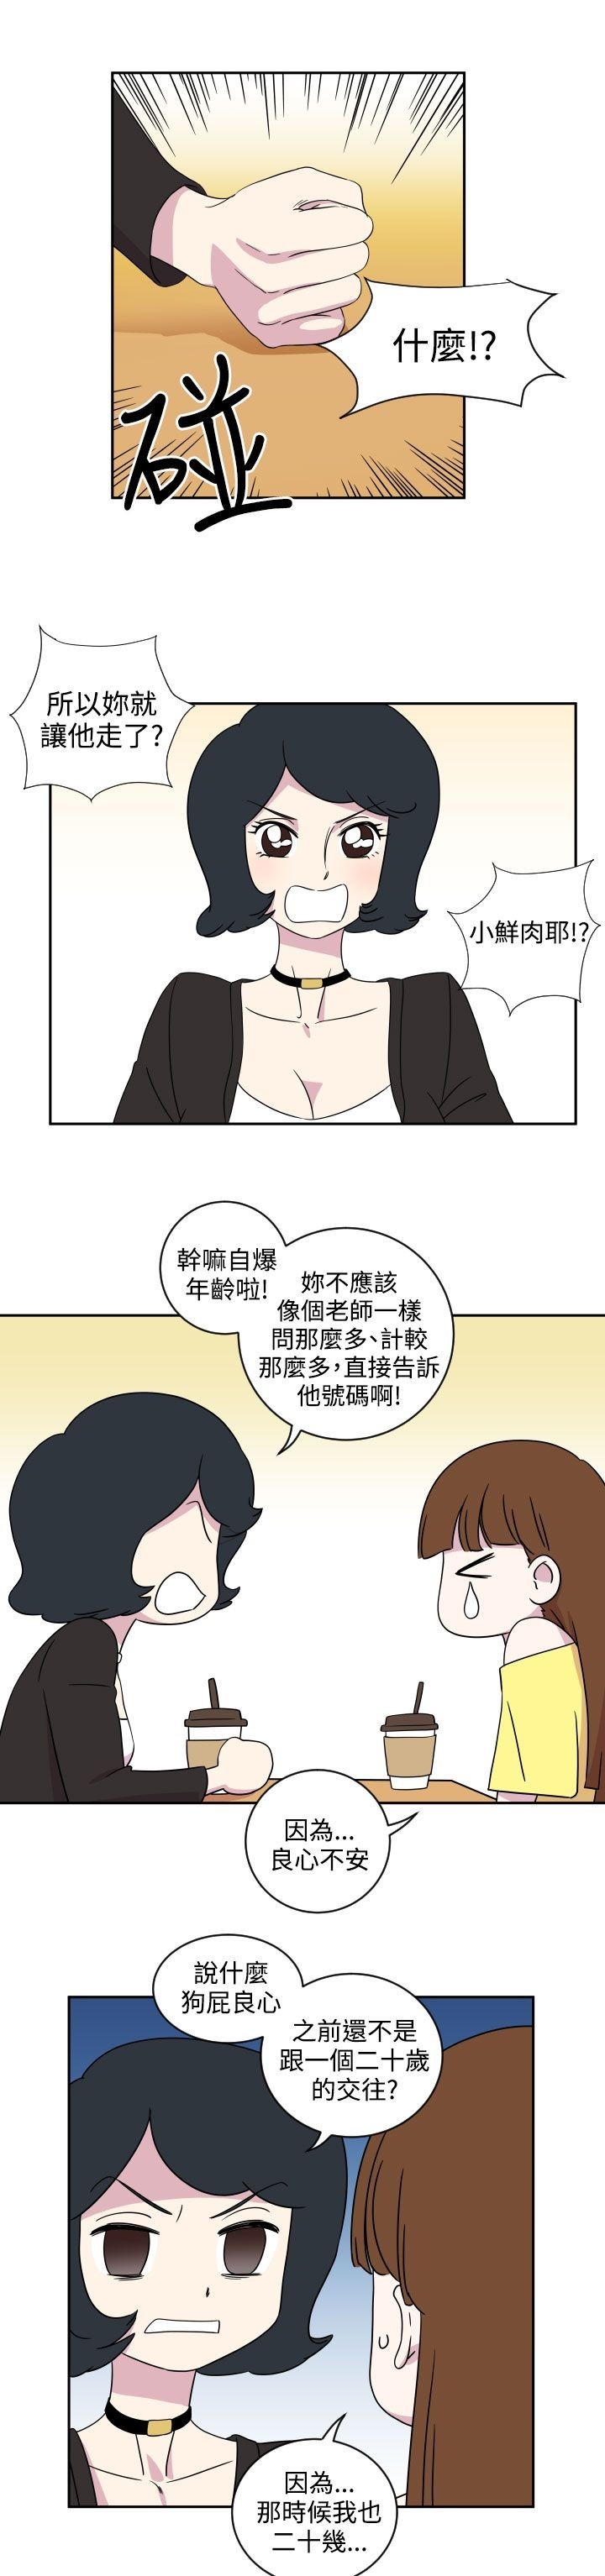 什麼!?
碰
所以妳就
讓他走了?
小鮮肉耶!?
幹嘛自爆
年齡啦!
妳不應該
像個老師一樣
問那麼多、計較
那麼多，直接告訴
他號碼啊!
因為...
良心不安
說什麼
狗屁良心
之前還不是
跟一個二十歲
的交往?
因為...
那時候我也
二十幾...